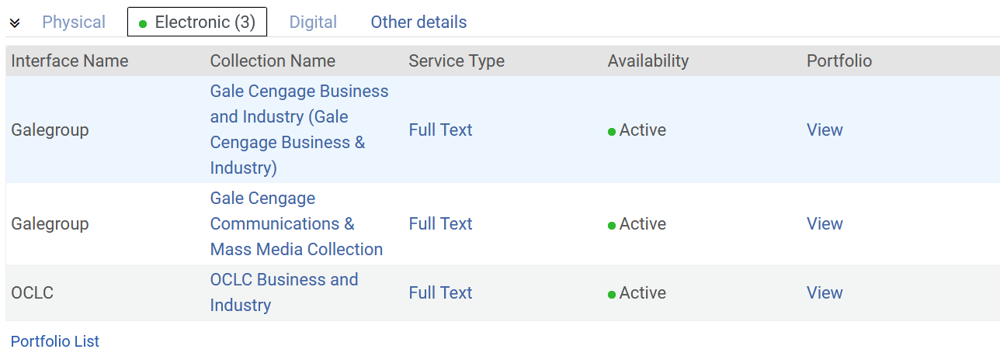 Physical
Electronic (3)
Digital
Other details
Interface Name
Collection Name
Service Type
Availability
Portfolio
Galegroup
Gale Cengage Business
and Industry (Gale
Cengage Business &
Industry)
Full Text
Active
View
Galegroup
Gale Cengage
Communications &
Mass Media Collection
Full Text
Active
View
OCLC
OCLC Business and
Industry
Full Text
Active
View
Portfolio List